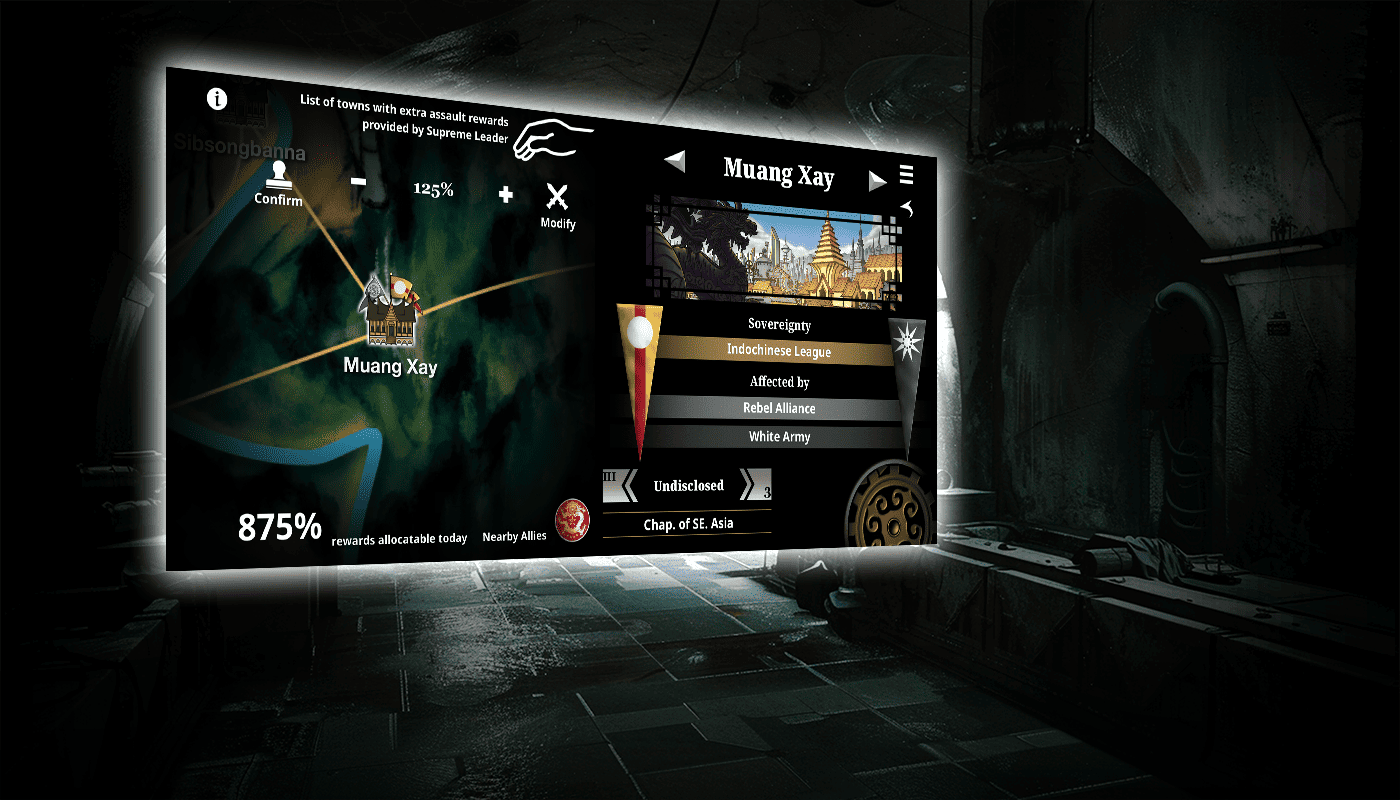 List of towns with extra assault rewards
provided by Supreme Leader
Sibsongbanna
Confirm
125%
Modify
Muang Xay
875%
rewards allocatable today
Nearby Allies
Muang Xay
Sovereignty
Indochinese League
Affected by
Rebel Alliance
White Army
III
Undisclosed
3
Chap. of SE. Asia